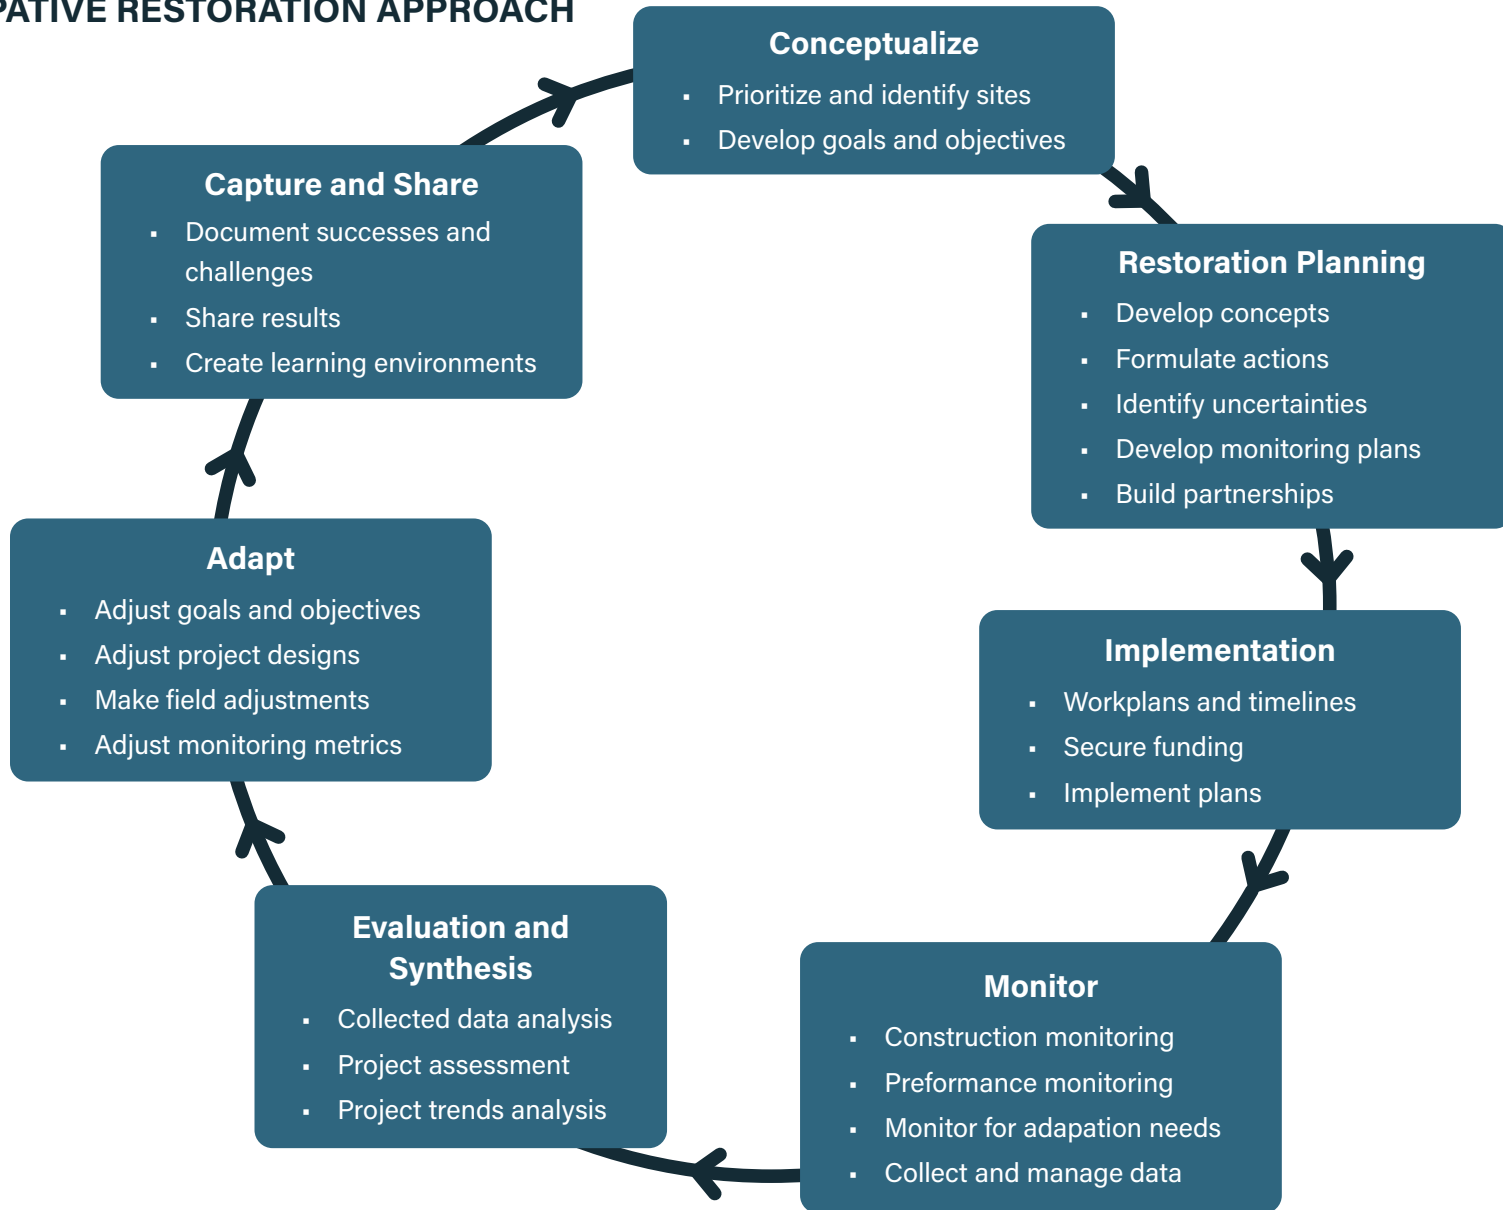 PATIVE RESTORATION APPROACH
Conceptualize
▪ Prioritize and identify sites
▪ Develop goals and objectives
Restoration Planning
▪ Develop concepts
▪ Formulate actions
▪ Identify uncertainties
▪ Develop monitoring plans
▪ Build partnerships
Implementation
▪ Workplans and timelines
▪ Secure funding
▪ Implement plans
Monitor
▪ Construction monitoring
▪ Preformance monitoring
▪ Monitor for adapation needs
▪ Collect and manage data
Evaluation and
Synthesis
▪ Collected data analysis
▪ Project assessment
▪ Project trends analysis
Adapt
▪ Adjust goals and objectives
▪ Adjust project designs
▪ Make field adjustments
▪ Adjust monitoring metrics
Capture and Share
▪ Document successes and
challenges
▪ Share results
▪ Create learning environments